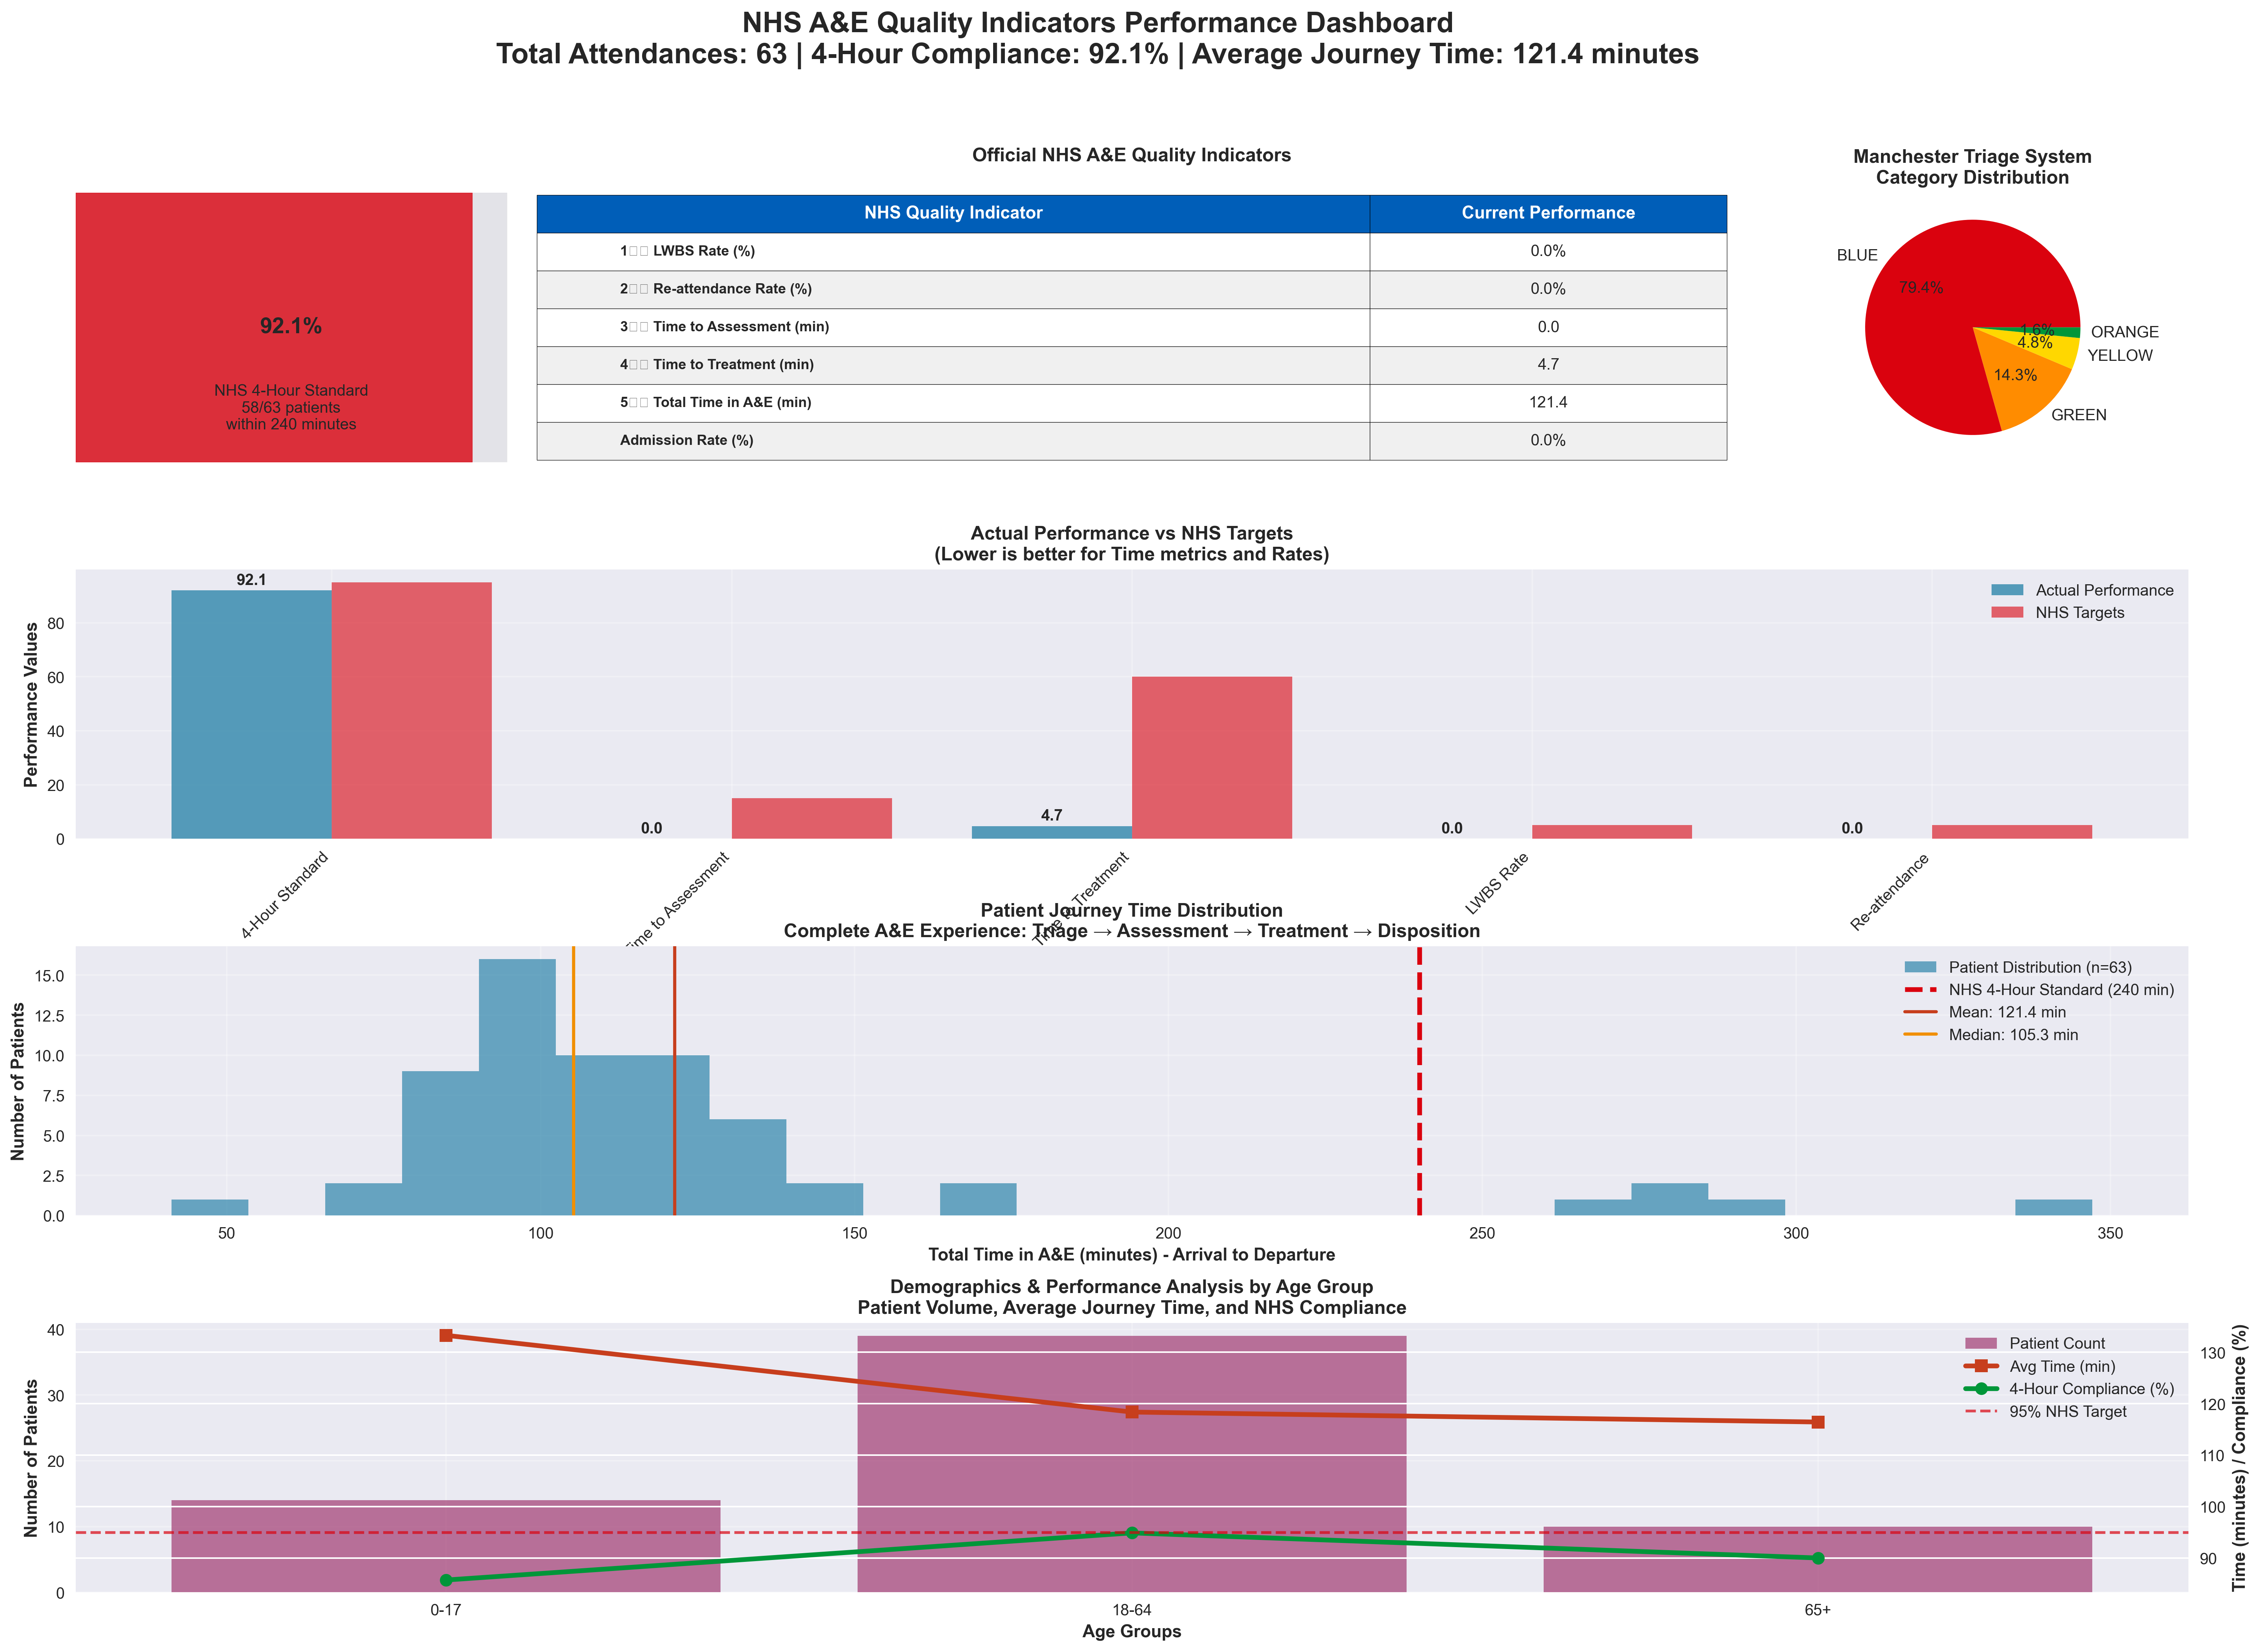 NHS A&E Quality Indicators Performance Dashboard
Total Attendances: 63 | 4-Hour Compliance: 92.1% | Average Journey Time: 121.4 minutes
92.1%
NHS 4-Hour Standard
58/63 patients
within 240 minutes
Official NHS A&E Quality Indicators
NHS Quality Indicator Current Performance
1□□ LWBS Rate (%) 0.0%
2□□ Re-attendance Rate (%) 0.0%
3□□ Time to Assessment (min) 0.0
4□□ Time to Treatment (min) 4.7
5□□ Total Time in A&E (min) 121.4
Admission Rate (%) 0.0%
Manchester Triage System
Category Distribution
BLUE
79.4%
1.6%
ORANGE
4.8%
YELLOW
14.3%
GREEN
Actual Performance vs NHS Targets
(Lower is better for Time metrics and Rates)
Performance Values
80
60
40
20
0
92.1
0.0
4.7
0.0
0.0
Actual Performance
NHS Targets
4-Hour Standard
Time to Assessment
Time to Treatment
LWBS Rate
Re-attendance
Patient Journey Time Distribution
Complete A&E Experience: Triage → Assessment → Treatment → Disposition
Number of Patients
15.0
12.5
10.0
7.5
5.0
2.5
0.0
Patient Distribution (n=63)
NHS 4-Hour Standard (240 min)
Mean: 121.4 min
Median: 105.3 min
50 100 150 200 250 300 350
Total Time in A&E (minutes) - Arrival to Departure
Demographics & Performance Analysis by Age Group
Patient Volume, Average Journey Time, and NHS Compliance
Number of Patients
40
30
20
10
0
Patient Count
Avg Time (min)
4-Hour Compliance (%)
95% NHS Target
130
120
110
100
90
Time (minutes) / Compliance (%)
0-17 18-64 65+
Age Groups